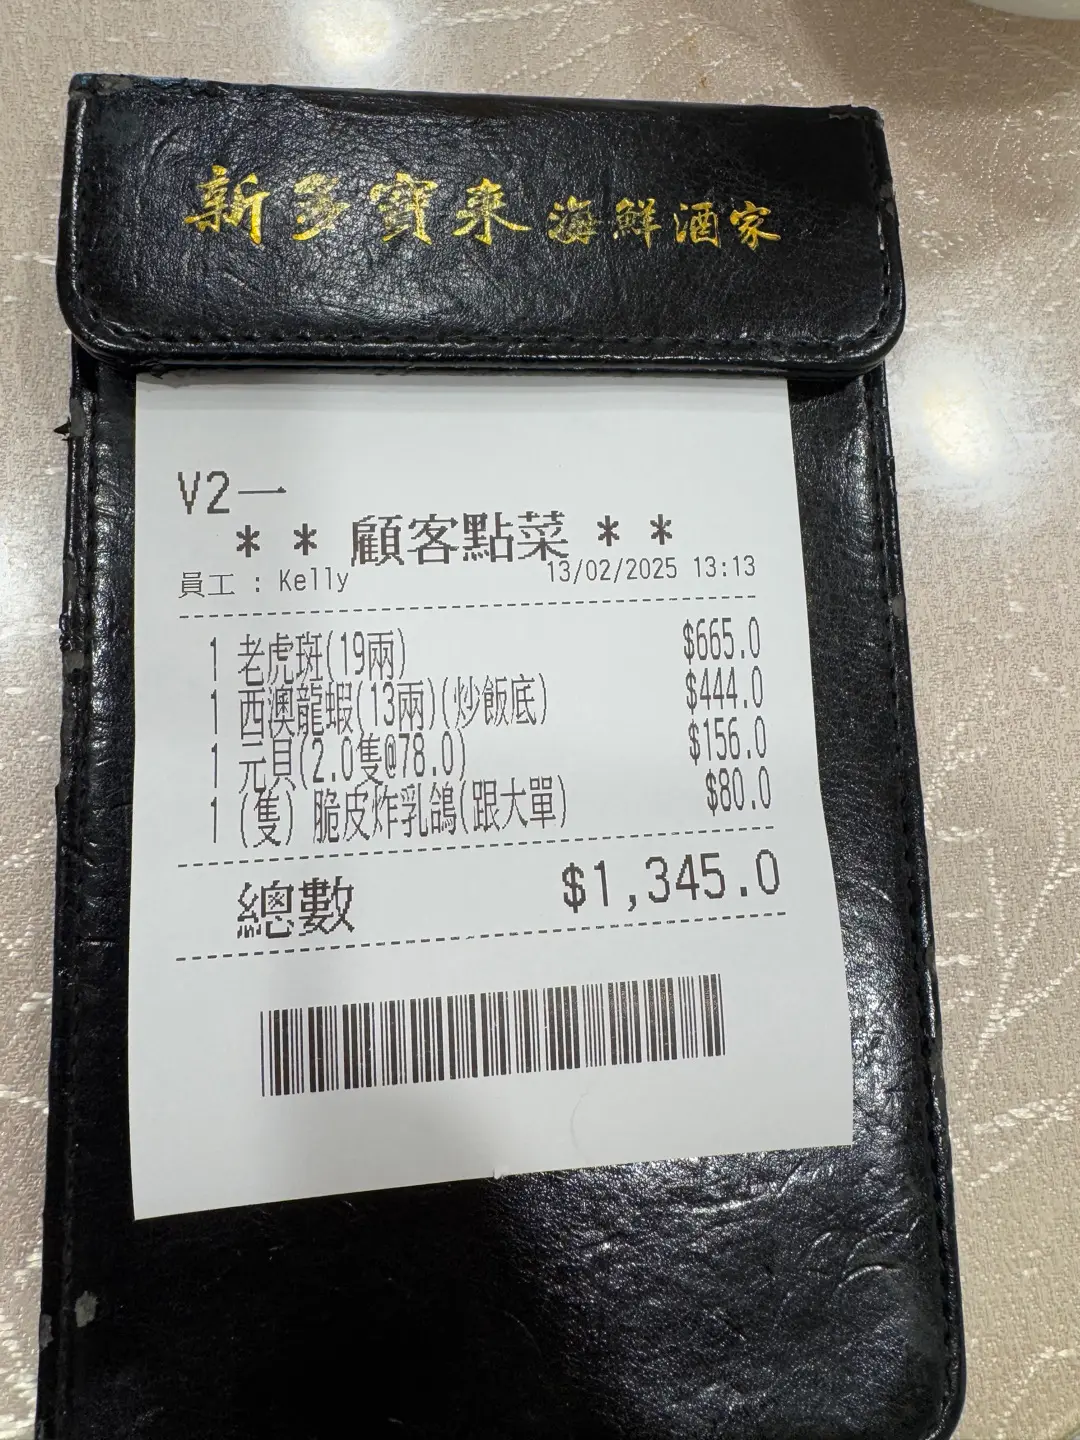 新多寶來海鮮酒家
V2一
* * 顧客點菜 * *
員工 : Kelly 13/02/2025 13:13
1 老虎斑(19兩) $665.0
1 西澳龍蝦(13兩)(炒飯底) $444.0
1 元貝(2.0隻@78.0) $156.0
1 (隻) 脆皮炸乳鴿(跟大單) $80.0
總數 $1,345.0